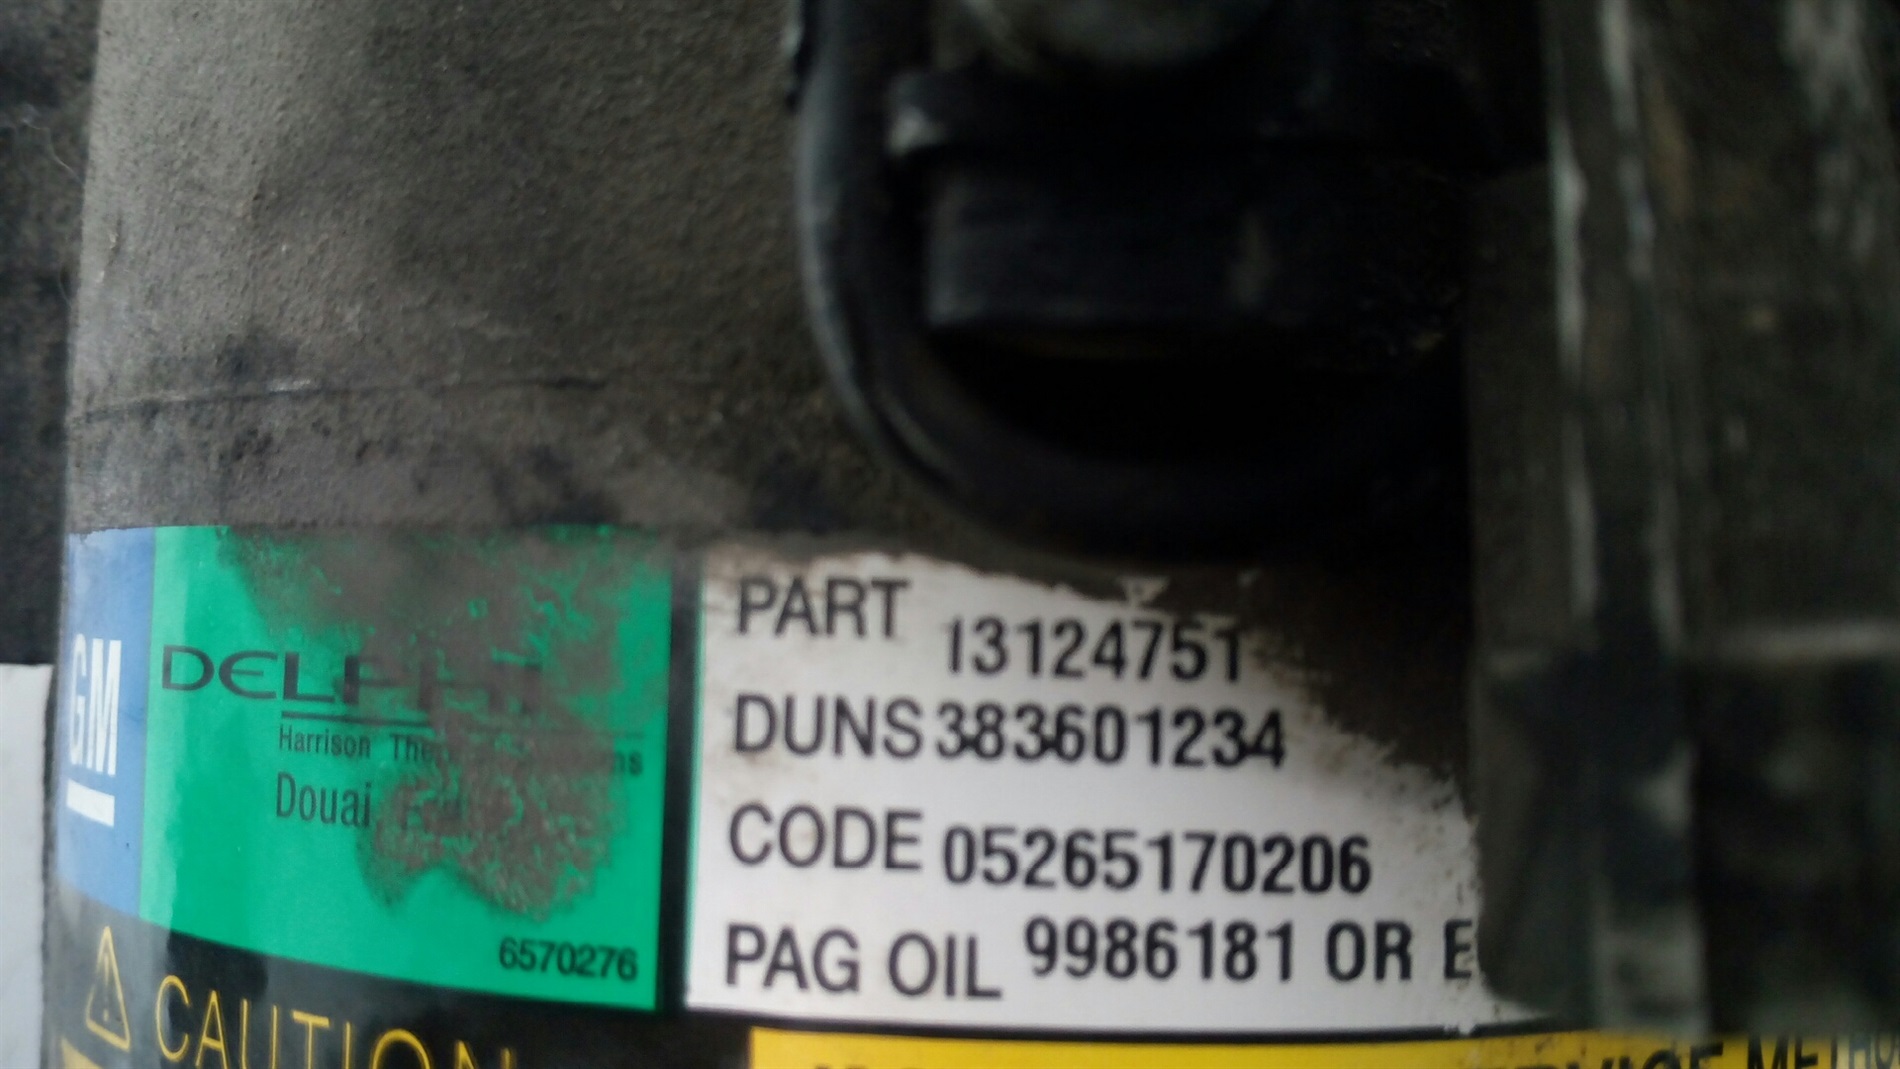 GM
DELPHI
Harrison
Douai
6570276
PART 13124751
DUNS 383601234
CODE 05265170206
PAG OIL 9986181 OR E
CAUTION